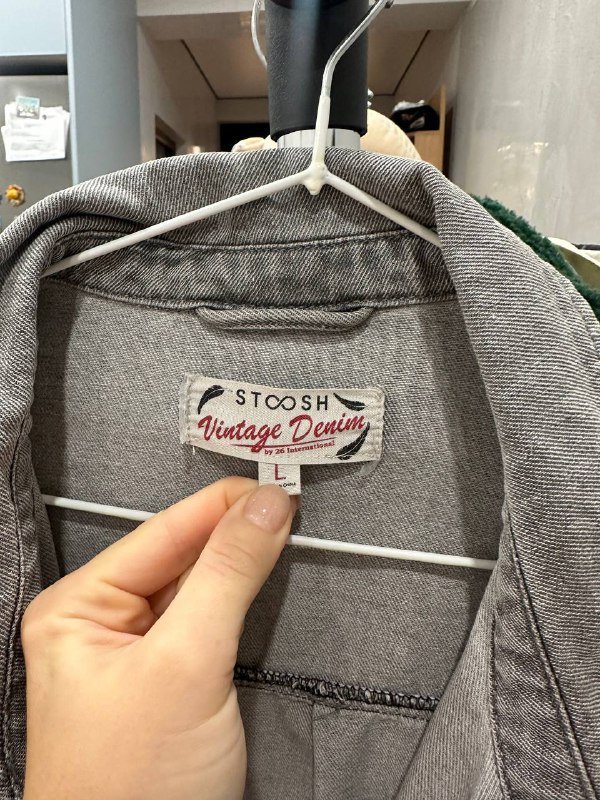 STOOSH
Vintage Denim
by 26 International
L